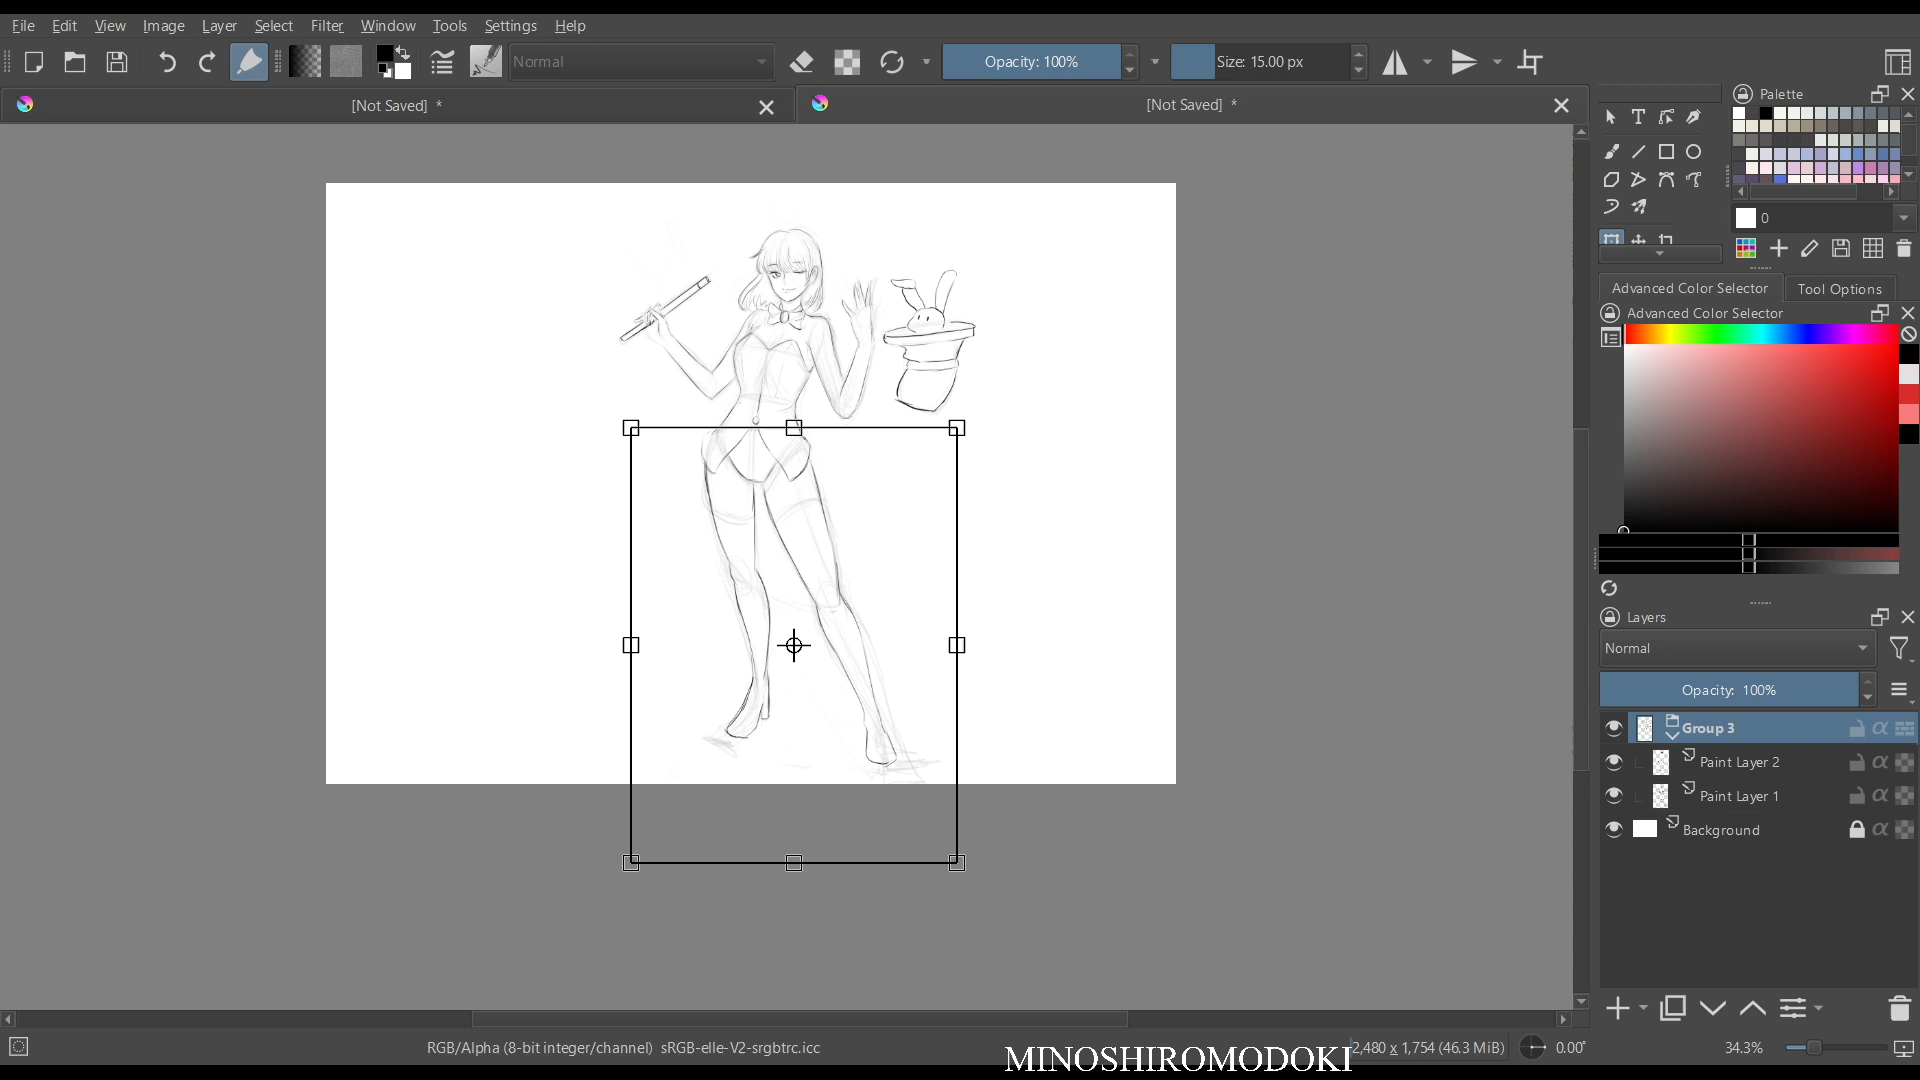 File Edit View Image Layer Select Filter Window Tools Settings Help
Normal Opacity: 100% Size: 15.00 px
[Not Saved] * [Not Saved] *
Palette
0
Advanced Color Selector Tool Options
Advanced Color Selector
Layers
Normal
Opacity: 100%
Group 3
Paint Layer 2
Paint Layer 1
Background
RGB/Alpha (8-bit integer/channel) sRGB-elle-V2-srgbtrc.icc 2,480 x 1,754 (46.3 MiB) 0.00° 34.3%
MINOSHIROMODOKI